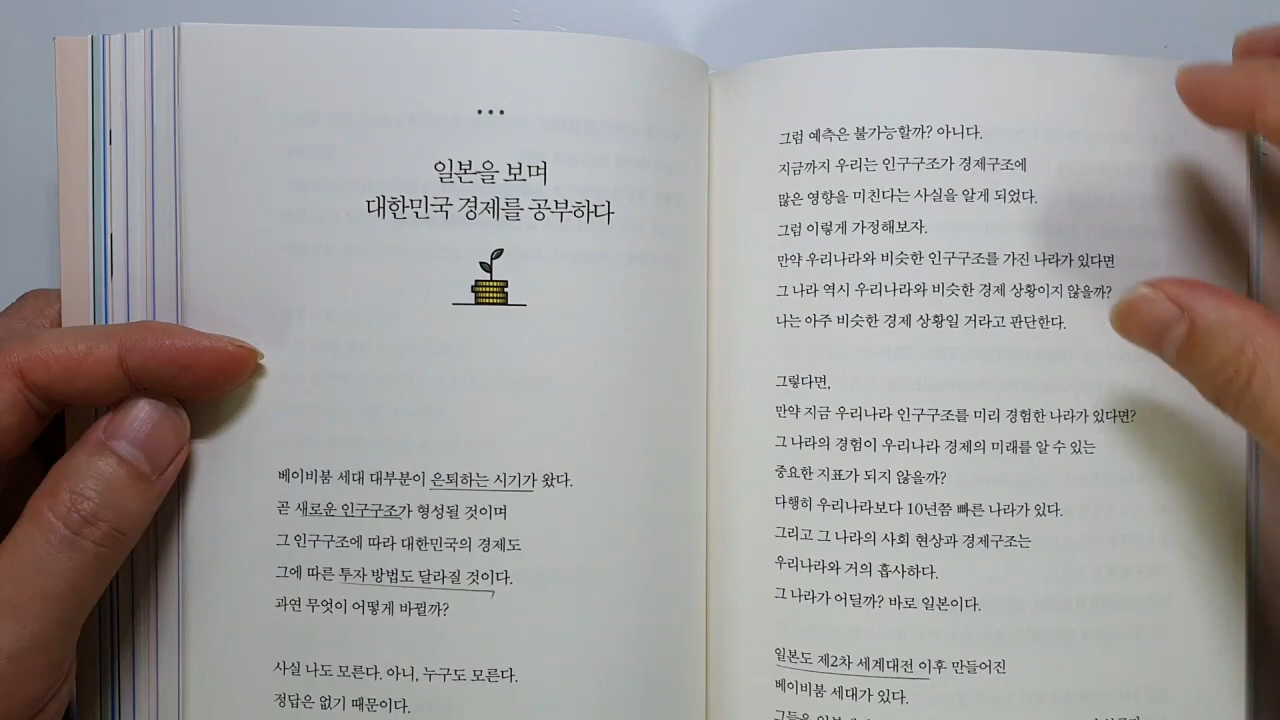 일본을 보며
대한민국 경제를 공부하다
베이비붐 세대 대부분이 은퇴하는 시기가 왔다.
곧 새로운 인구구조가 형성될 것이며
그 인구구조에 따라 대한민국의 경제도
그에 따른 투자 방법도 달라질 것이다.
과연 무엇이 어떻게 바뀔까?
사실 나도 모른다. 아니, 누구도 모른다.
정답은 없기 때문이다.
그럼 예측은 불가능할까? 아니다.
지금까지 우리는 인구구조가 경제구조에
많은 영향을 미친다는 사실을 알게 되었다.
그럼 이렇게 가정해보자.
만약 우리나라와 비슷한 인구구조를 가진 나라가 있다면
그 나라 역시 우리나라와 비슷한 경제 상황이지 않을까?
나는 아주 비슷한 경제 상황일 거라고 판단한다.
그렇다면,
만약 지금 우리나라 인구구조를 미리 경험한 나라가 있다면?
그 나라의 경험이 우리나라 경제의 미래를 알 수 있는
중요한 지표가 되지 않을까?
다행히 우리나라보다 10년쯤 빠른 나라가 있다.
그리고 그 나라의 사회 현상과 경제구조는
우리나라와 거의 흡사하다.
그 나라가 어딜까? 바로 일본이다.
일본도 제2차 세계대전 이후 만들어진
베이비붐 세대가 있다.